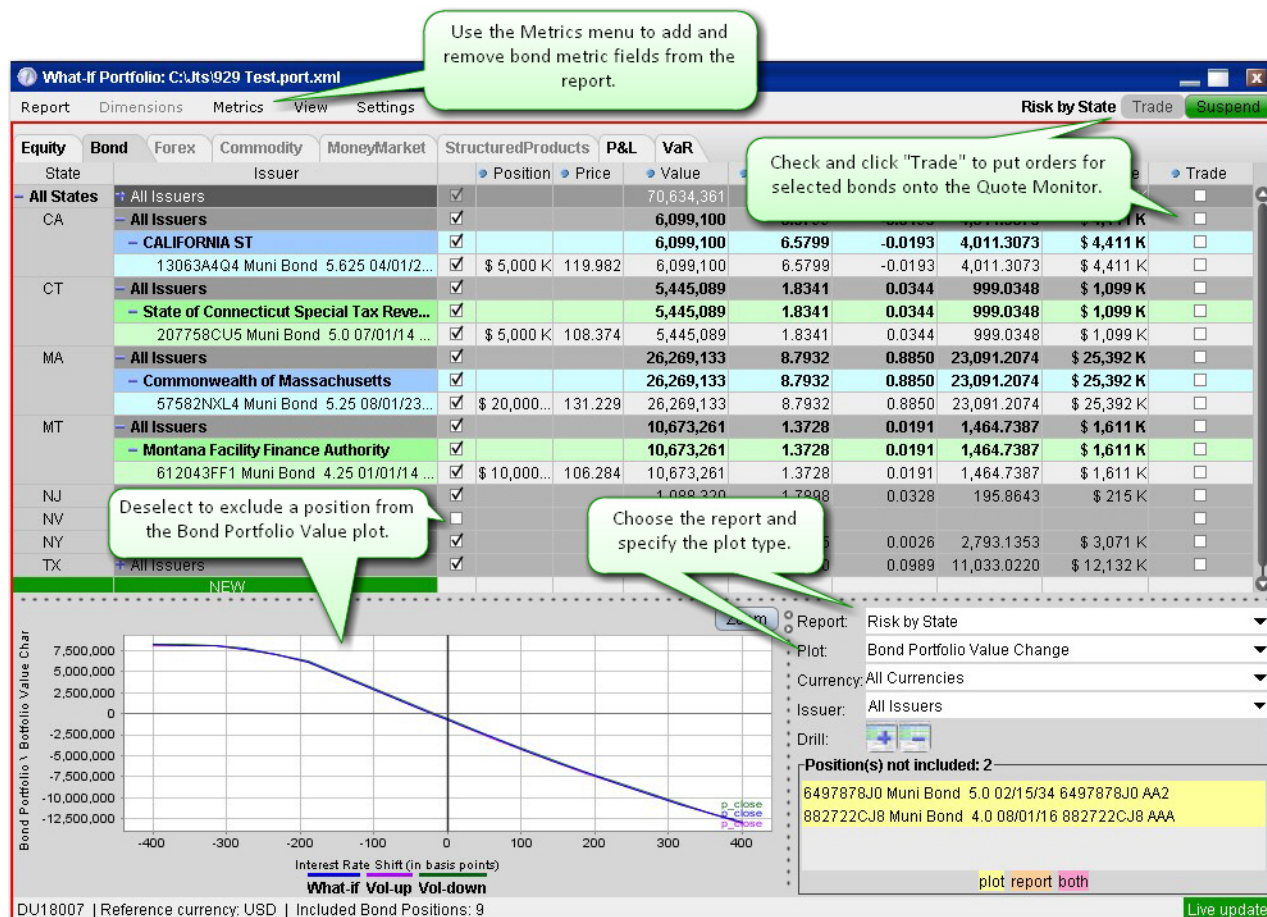 Use the Metrics menu to add and
remove bond metric fields from the
report.
What-If Portfolio: C:\Jts\929 Test.port.xml
Report Dimensions Metrics View Settings Risk by State Trade Suspend
Equity Bond Forex Commodity MoneyMarket StructuredProducts P&L VaR
Check and click "Trade" to put orders for
selected bonds onto the Quote Monitor.
State Issuer Position Price Value Trade
All States All Issuers 70,634,361
CA All Issuers 6,099,100 $ 4,411 K
CALIFORNIA ST 6,099,100 6.5799 -0.0193 4,011.3073 $ 4,411 K
13063A4Q4 Muni Bond 5.625 04/01/2... $ 5,000 K 119.982 6,099,100 6.5799 -0.0193 4,011.3073 $ 4,411 K
CT All Issuers 5,445,089 1.8341 0.0344 999.0348 $ 1,099 K
State of Connecticut Special Tax Reve... 5,445,089 1.8341 0.0344 999.0348 $ 1,099 K
207758CU5 Muni Bond 5.0 07/01/14 ... $ 5,000 K 108.374 5,445,089 1.8341 0.0344 999.0348 $ 1,099 K
MA All Issuers 26,269,133 8.7932 0.8850 23,091.2074 $ 25,392 K
Commonwealth of Massachusetts 26,269,133 8.7932 0.8850 23,091.2074 $ 25,392 K
57582NXL4 Muni Bond 5.25 08/01/23... $ 20,000... 131.229 26,269,133 8.7932 0.8850 23,091.2074 $ 25,392 K
MT All Issuers 10,673,261 1.3728 0.0191 1,464.7387 $ 1,611 K
Montana Facility Finance Authority 10,673,261 1.3728 0.0191 1,464.7387 $ 1,611 K
612043FF1 Muni Bond 4.25 01/01/14 ... $ 10,000... 106.284 10,673,261 1.3728 0.0191 1,464.7387 $ 1,611 K
NJ 0.0328 195.8643 $ 215 K
NV
NY 0.0026 2,793.1353 $ 3,071 K
TX All Issuers 0.0989 11,033.0220 $ 12,132 K
NEW
Deselect to exclude a position from
the Bond Portfolio Value plot.
Choose the report and
specify the plot type.
Zoom
Report: Risk by State
Plot: Bond Portfolio Value Change
Currency: All Currencies
Issuer: All Issuers
Drill:
Position(s) not included: 2
6497878J0 Muni Bond 5.0 02/15/34 6497878J0 AA2
882722CJ8 Muni Bond 4.0 08/01/16 882722CJ8 AAA
plot report both
7,500,000
5,000,000
2,500,000
0
-2,500,000
-5,000,000
-7,500,000
-10,000,000
-12,500,000
p_close
p_close
p_close
-400 -300 -200 -100 0 100 200 300 400
Interest Rate Shift (in basis points)
What-if Vol-up Vol-down
DU18007 | Reference currency: USD | Included Bond Positions: 9
Live update